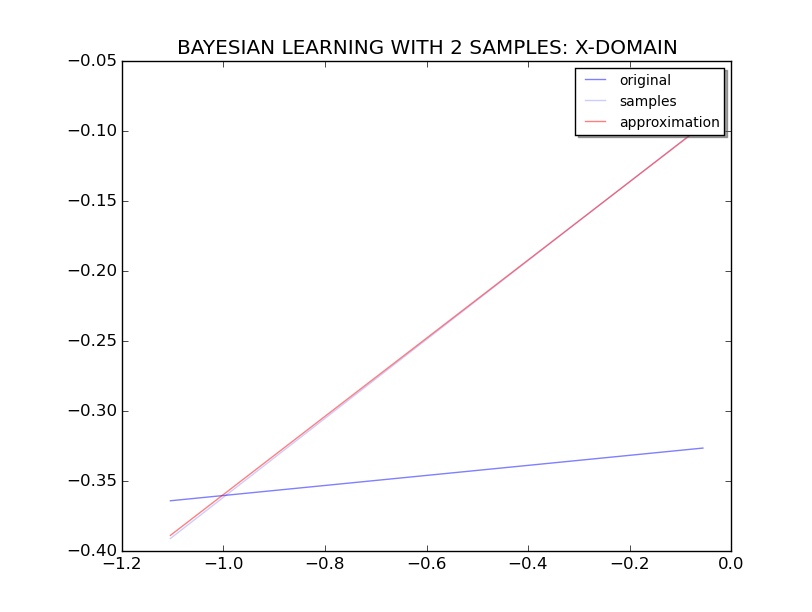 BAYESIAN LEARNING WITH 2 SAMPLES: X-DOMAIN
−0.05
−0.10
−0.15
−0.20
−0.25
−0.30
−0.35
−0.40
original
samples
approximation
−1.2 −1.0 −0.8 −0.6 −0.4 −0.2 0.0